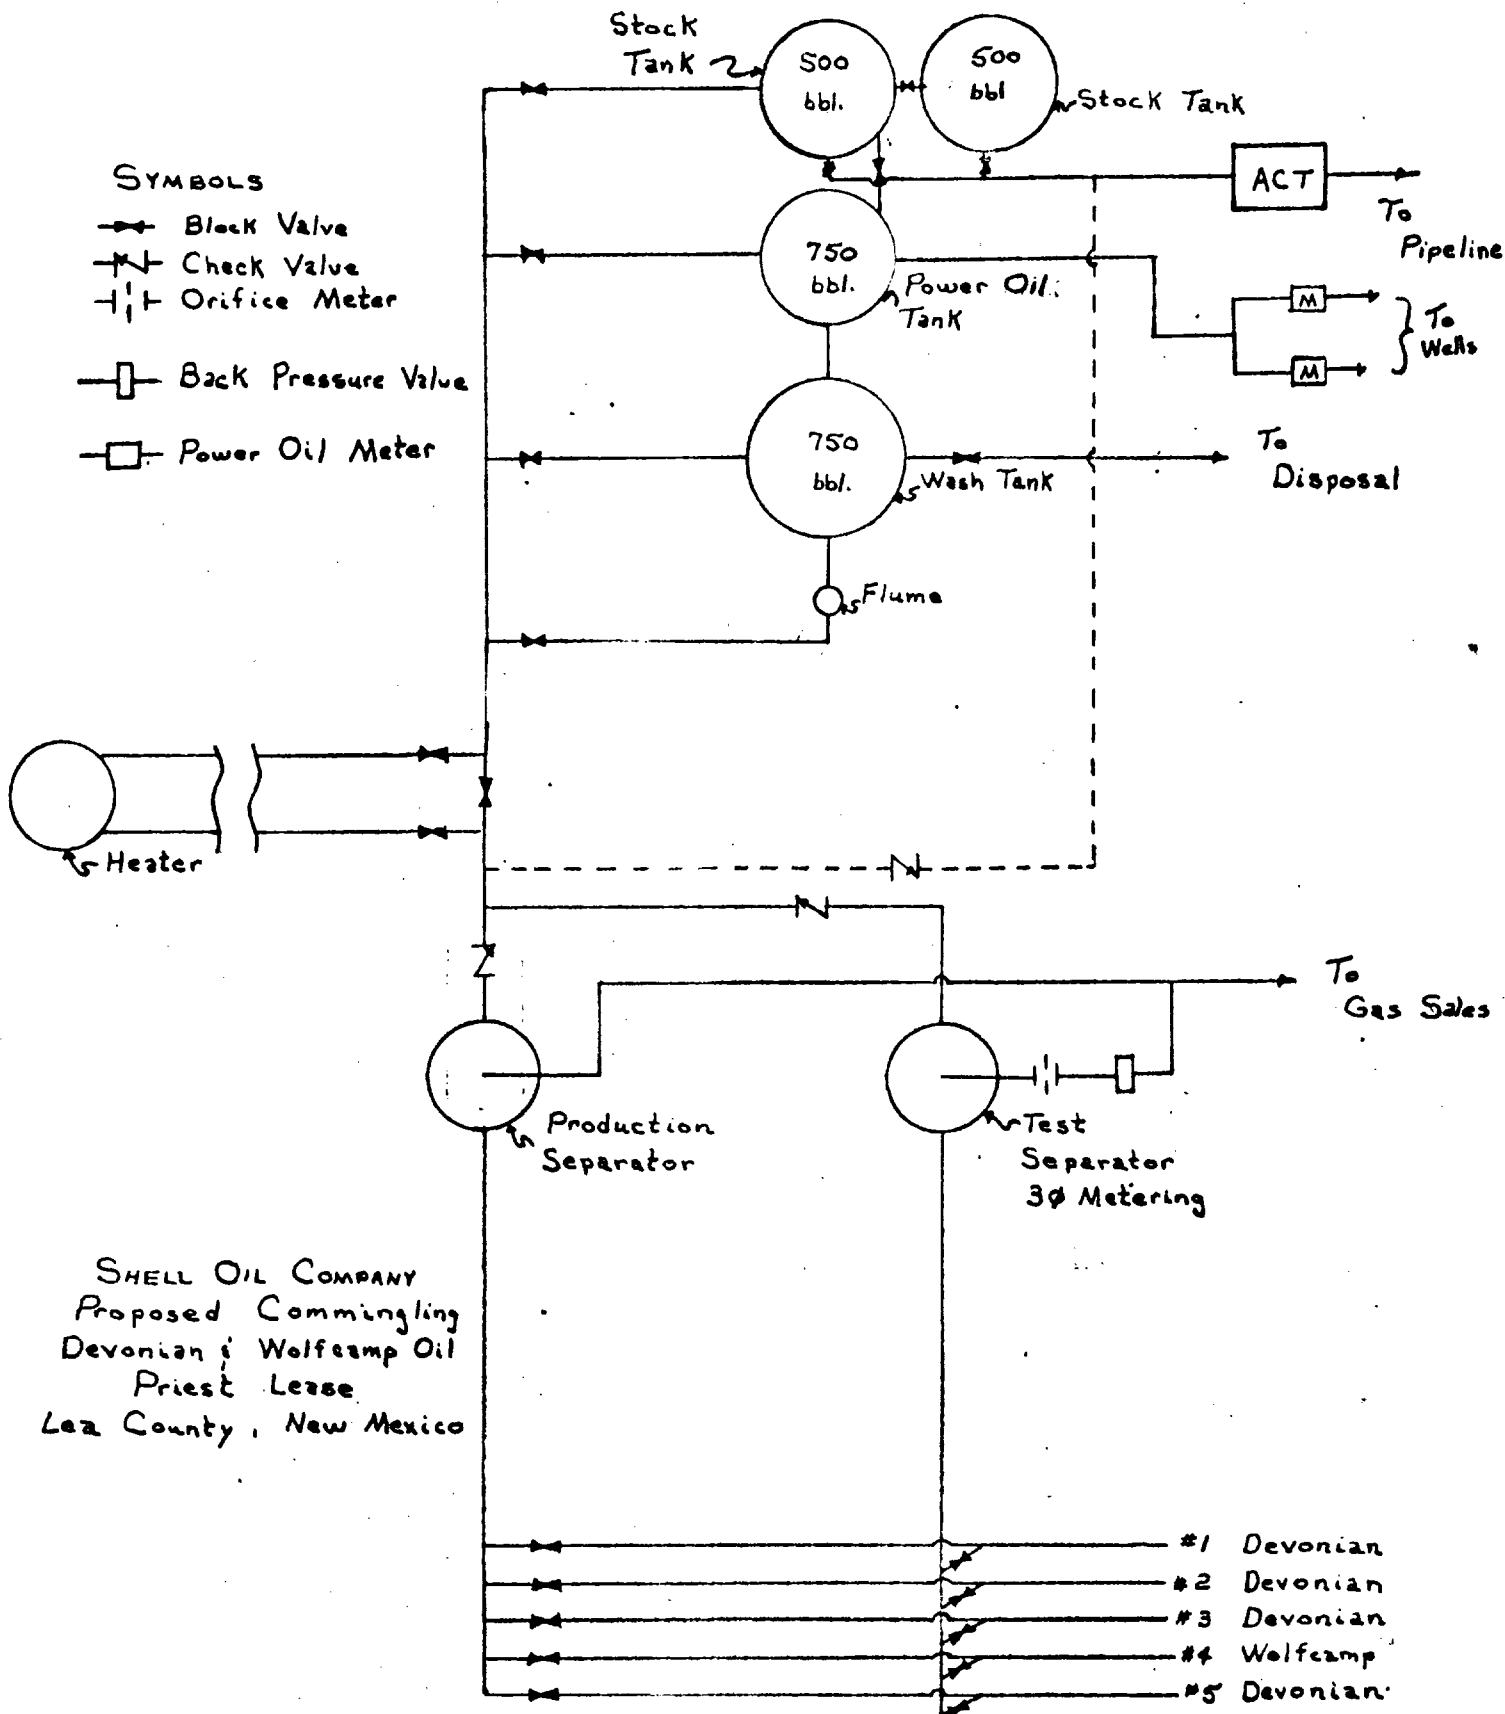 Stock
Tank
500
bbl.
500
bbl
Stock Tank
ACT
To
Pipeline
SYMBOLS
Block Valve
Check Valve
Orifice Meter
Back Pressure Valve
Power Oil Meter
750
bbl.
Power Oil
Tank
M
M
To
Wells
750
bbl.
Wash Tank
To
Disposal
Flume
Heater
To
Gas Sales
Production
Separator
Test
Separator
3ø Metering
SHELL OIL COMPANY
Proposed Commingling
Devonian & Wolfcamp Oil
Priest Lease
Lea County, New Mexico
#1 Devonian
#2 Devonian
#3 Devonian
#4 Wolfcamp
#5 Devonian